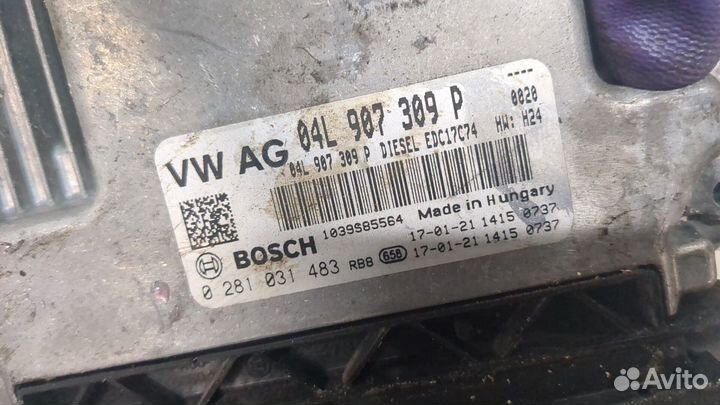 ----
VW AG 04L 907 309 P 0020
04L 907 309 P DIESEL EDC17C74 HW: H24
1039S85564 Made in Hungary
BOSCH 17-01-21 1415 0737
0 281 031 483 RBB 658 17-01-21 1415 0737
Avito